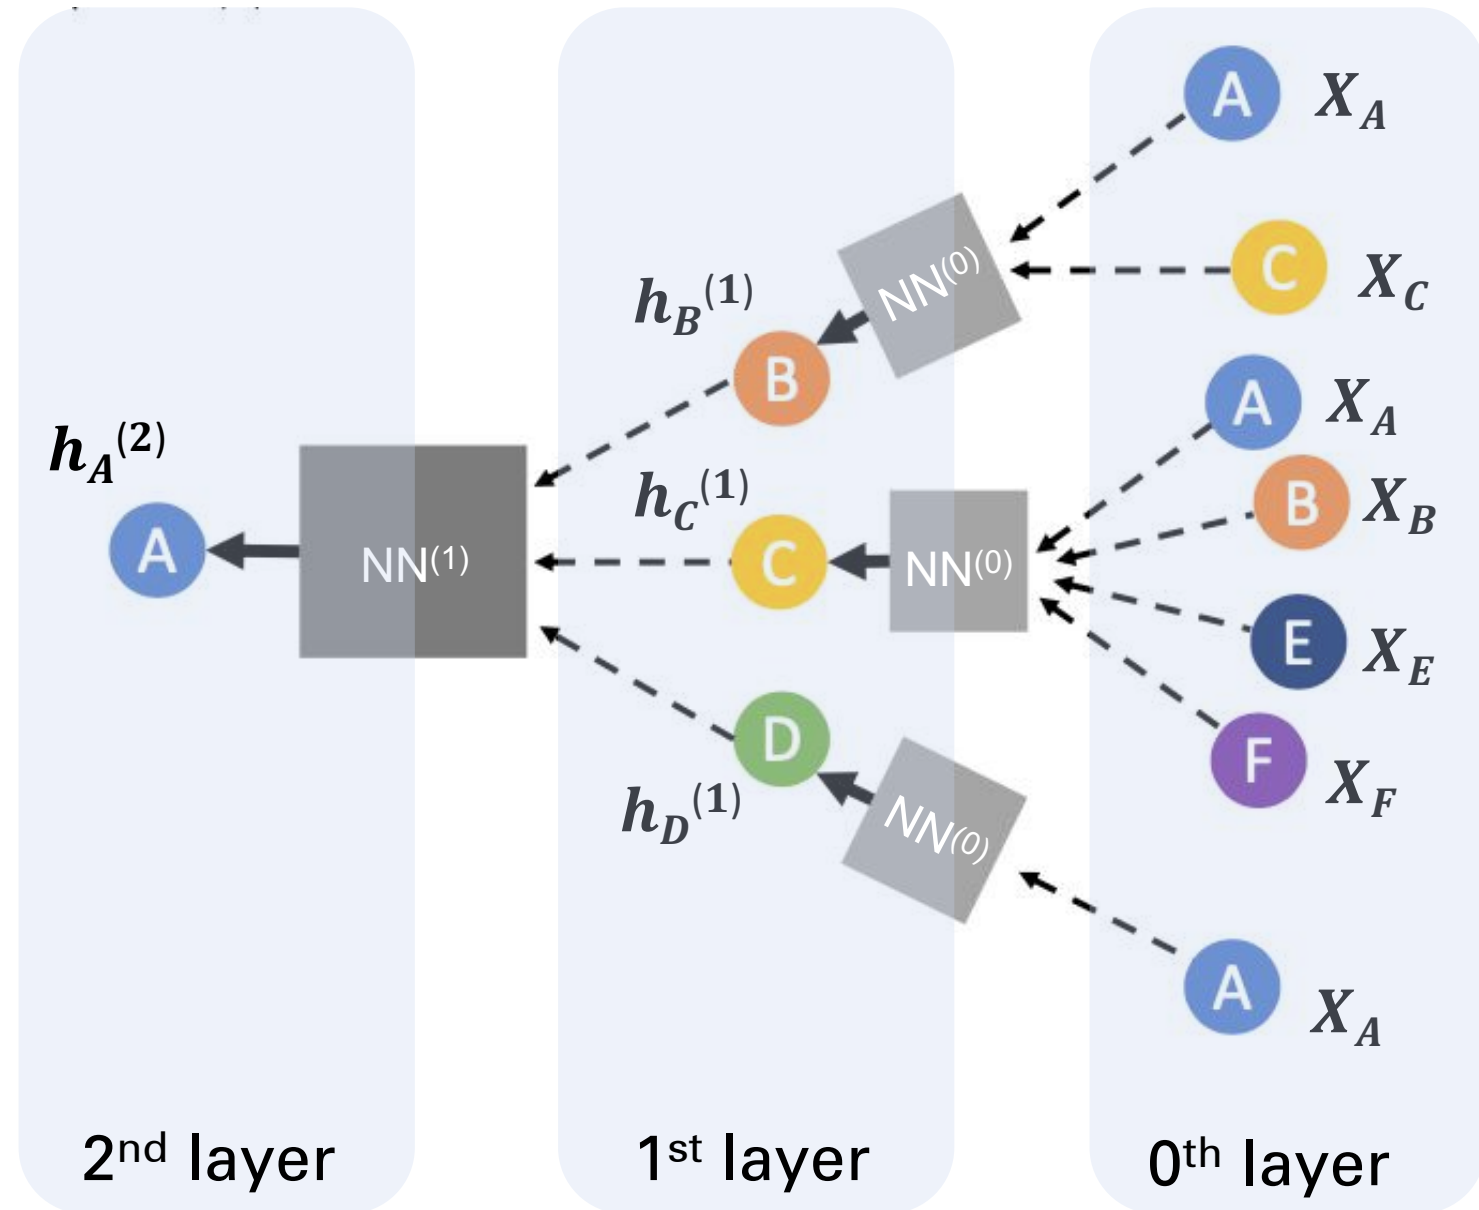 A X_A
C X_C
NN^(0)
h_B^(1)
B
A X_A
B X_B
h_A^(2)
A
NN^(1)
h_C^(1)
C
NN^(0)
E X_E
F X_F
D
h_D^(1)
NN^(0)
A X_A
2nd layer
1st layer
0th layer